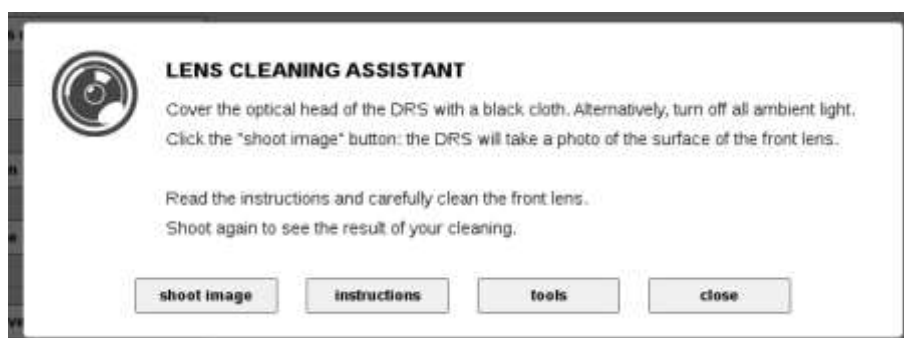 LENS CLEANING ASSISTANT
Cover the optical head of the DRS with a black cloth. Alternatively, turn off all ambient light.
Click the "shoot image" button: the DRS will take a photo of the surface of the front lens.
Read the instructions and carefully clean the front lens.
Shoot again to see the result of your cleaning.
shoot image instructions tools close